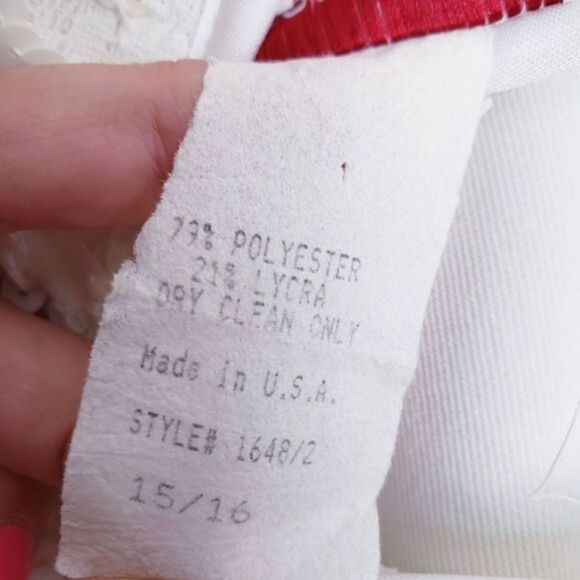 79% POLYESTER
21% LYCRA
DRY CLEAN ONLY
Made in U.S.A.
STYLE# 1648/2
15/16